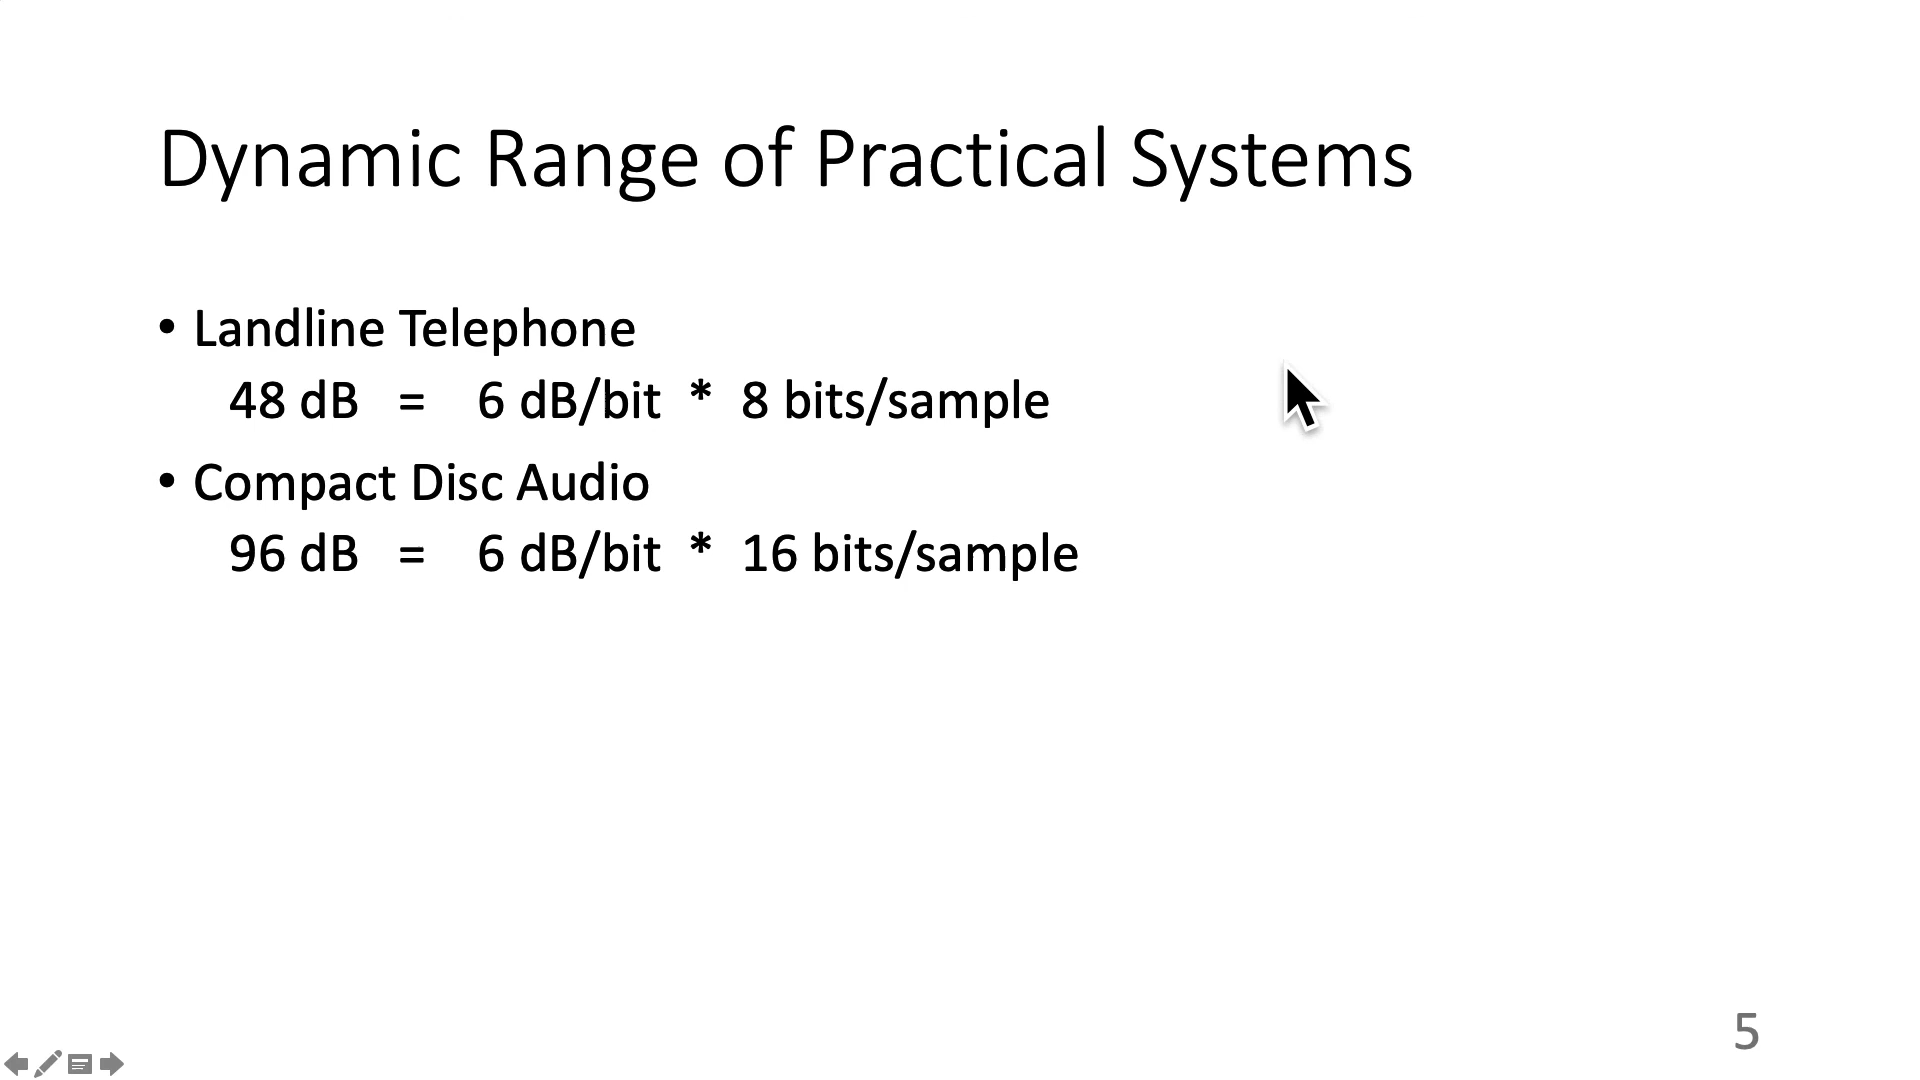 Dynamic Range of Practical Systems
• Landline Telephone
48 dB = 6 dB/bit * 8 bits/sample
• Compact Disc Audio
96 dB = 6 dB/bit * 16 bits/sample
5